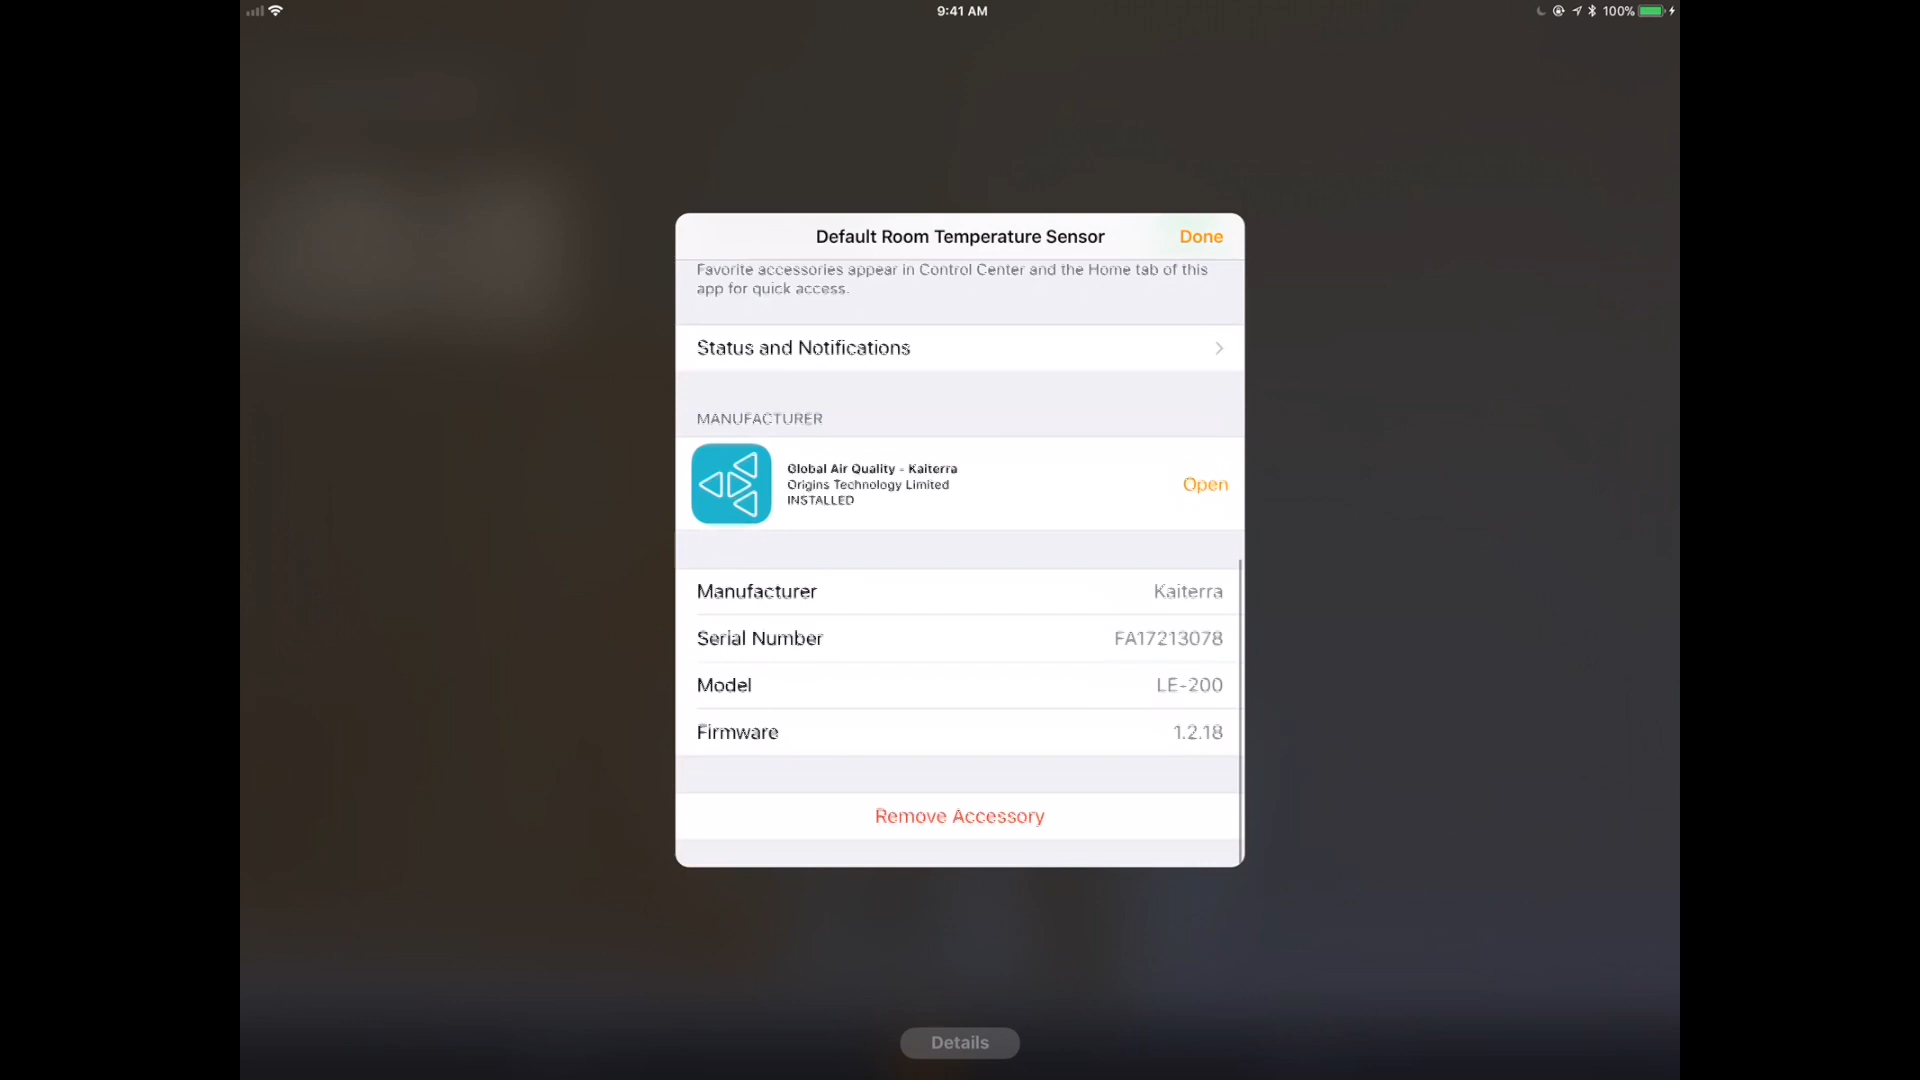 9:41 AM
100%
Default Room Temperature Sensor
Done
Favorite accessories appear in Control Center and the Home tab of this
app for quick access.
Status and Notifications
MANUFACTURER
Global Air Quality - Kaiterra
Origins Technology Limited
INSTALLED
Open
Manufacturer
Kaiterra
Serial Number
FA17213078
Model
LE-200
Firmware
1.2.18
Remove Accessory
Details